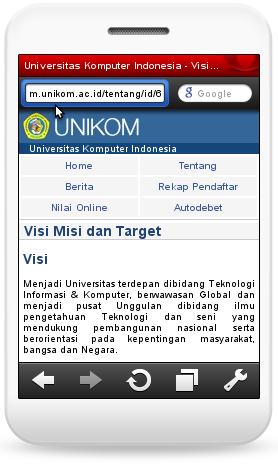 Universitas Komputer Indonesia - Visi...
m.unikom.ac.id/tentang/id/6
Google
UNIKOM
Universitas Komputer Indonesia
Home Tentang
Berita Rekap Pendaftar
Nilai Online Autodebet
Visi Misi dan Target
Visi
Menjadi Universitas terdepan dibidang Teknologi
Informasi & Komputer, berwawasan Global dan
menjadi pusat Unggulan dibidang ilmu
pengetahuan Teknologi dan seni yang
mendukung pembangunan nasional serta
berorientasi pada kepentingan masyarakat,
bangsa dan Negara.